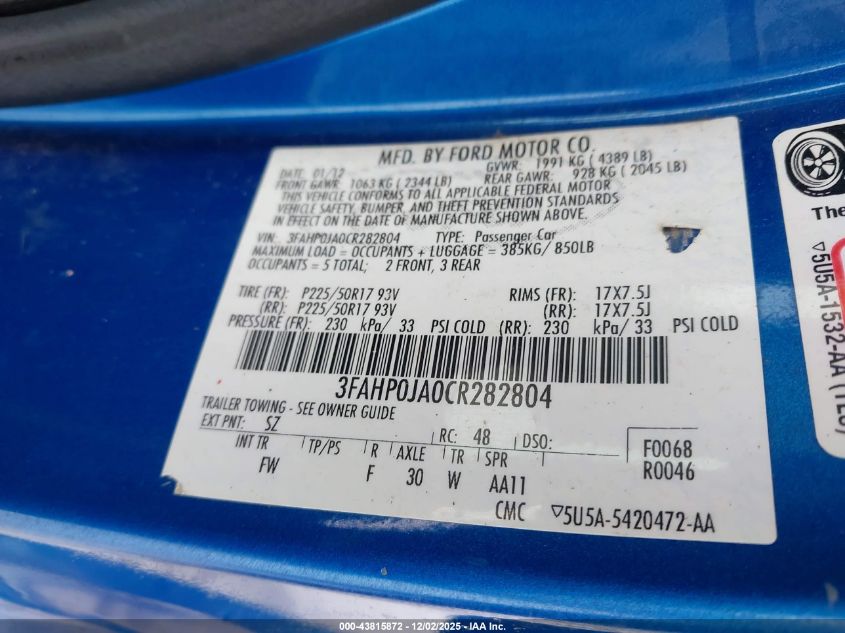 MFD. BY FORD MOTOR CO.
DATE: 01/12 GVWR: 1991 KG ( 4389 LB)
FRONT GAWR: 1063 KG ( 2344 LB) REAR GAWR: 928 KG ( 2045 LB)
THIS VEHICLE CONFORMS TO ALL APPLICABLE FEDERAL MOTOR
VEHICLE SAFETY, BUMPER, AND THEFT PREVENTION STANDARDS
IN EFFECT ON THE DATE OF MANUFACTURE SHOWN ABOVE.
VIN: 3FAHP0JA0CR282804 TYPE: Passenger Car
MAXIMUM LOAD = OCCUPANTS + LUGGAGE = 385KG/ 850LB
OCCUPANTS = 5 TOTAL; 2 FRONT, 3 REAR
TIRE (FR): P225/50R17 93V RIMS (FR): 17X7.5J
(RR): P225/50R17 93V (RR): 17X7.5J
PRESSURE (FR): 230 kPa/ 33 PSI COLD (RR): 230 kPa/ 33 PSI COLD
3FAHP0JA0CR282804
TRAILER TOWING - SEE OWNER GUIDE
EXT PNT: SZ RC: 48 DSO:
INT TR TP/PS R AXLE TR SPR
FW F 30 W AA11
F0068
R0046
CMC ▽5U5A-5420472-AA
The
▽5U5A-1532-AA
000-43815872 - 12/02/2025 - IAA Inc.